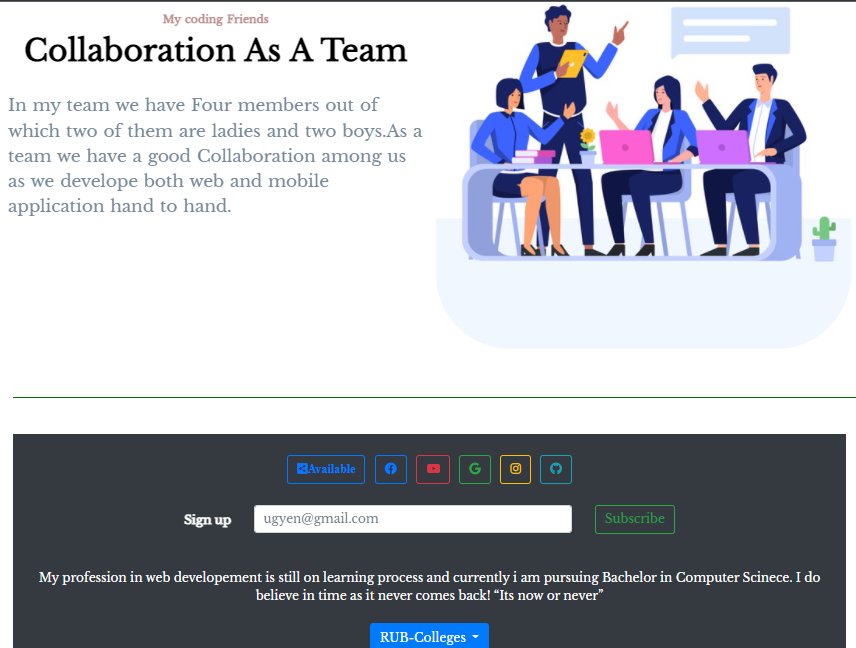 My coding Friends
Collaboration As A Team
In my team we have Four members out of
which two of them are ladies and two boys.As a
team we have a good Collaboration among us
as we develope both web and mobile
application hand to hand.
Available
Sign up ugyen@gmail.com Subscribe
My profession in web developement is still on learning process and currently i am pursuing Bachelor in Computer Scinece. I do
believe in time as it never comes back! “Its now or never”
RUB-Colleges